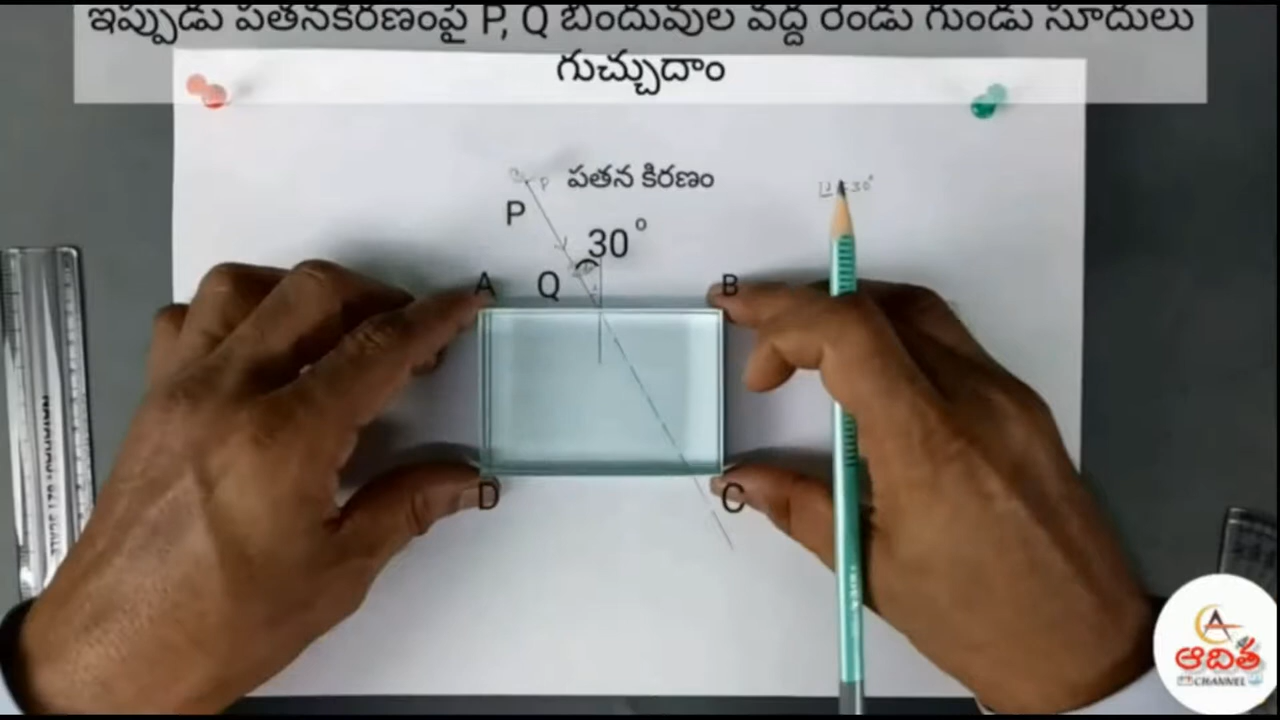 ఇప్పుడు పతనకిరణంపై P, Q బిందువుల వద్ద రెండు గుండు సూదులు
గుచ్చుదాం
పతన కిరణం
P
P
30°
A
Q
B
D
C
ఆదిత్య
CHANNEL